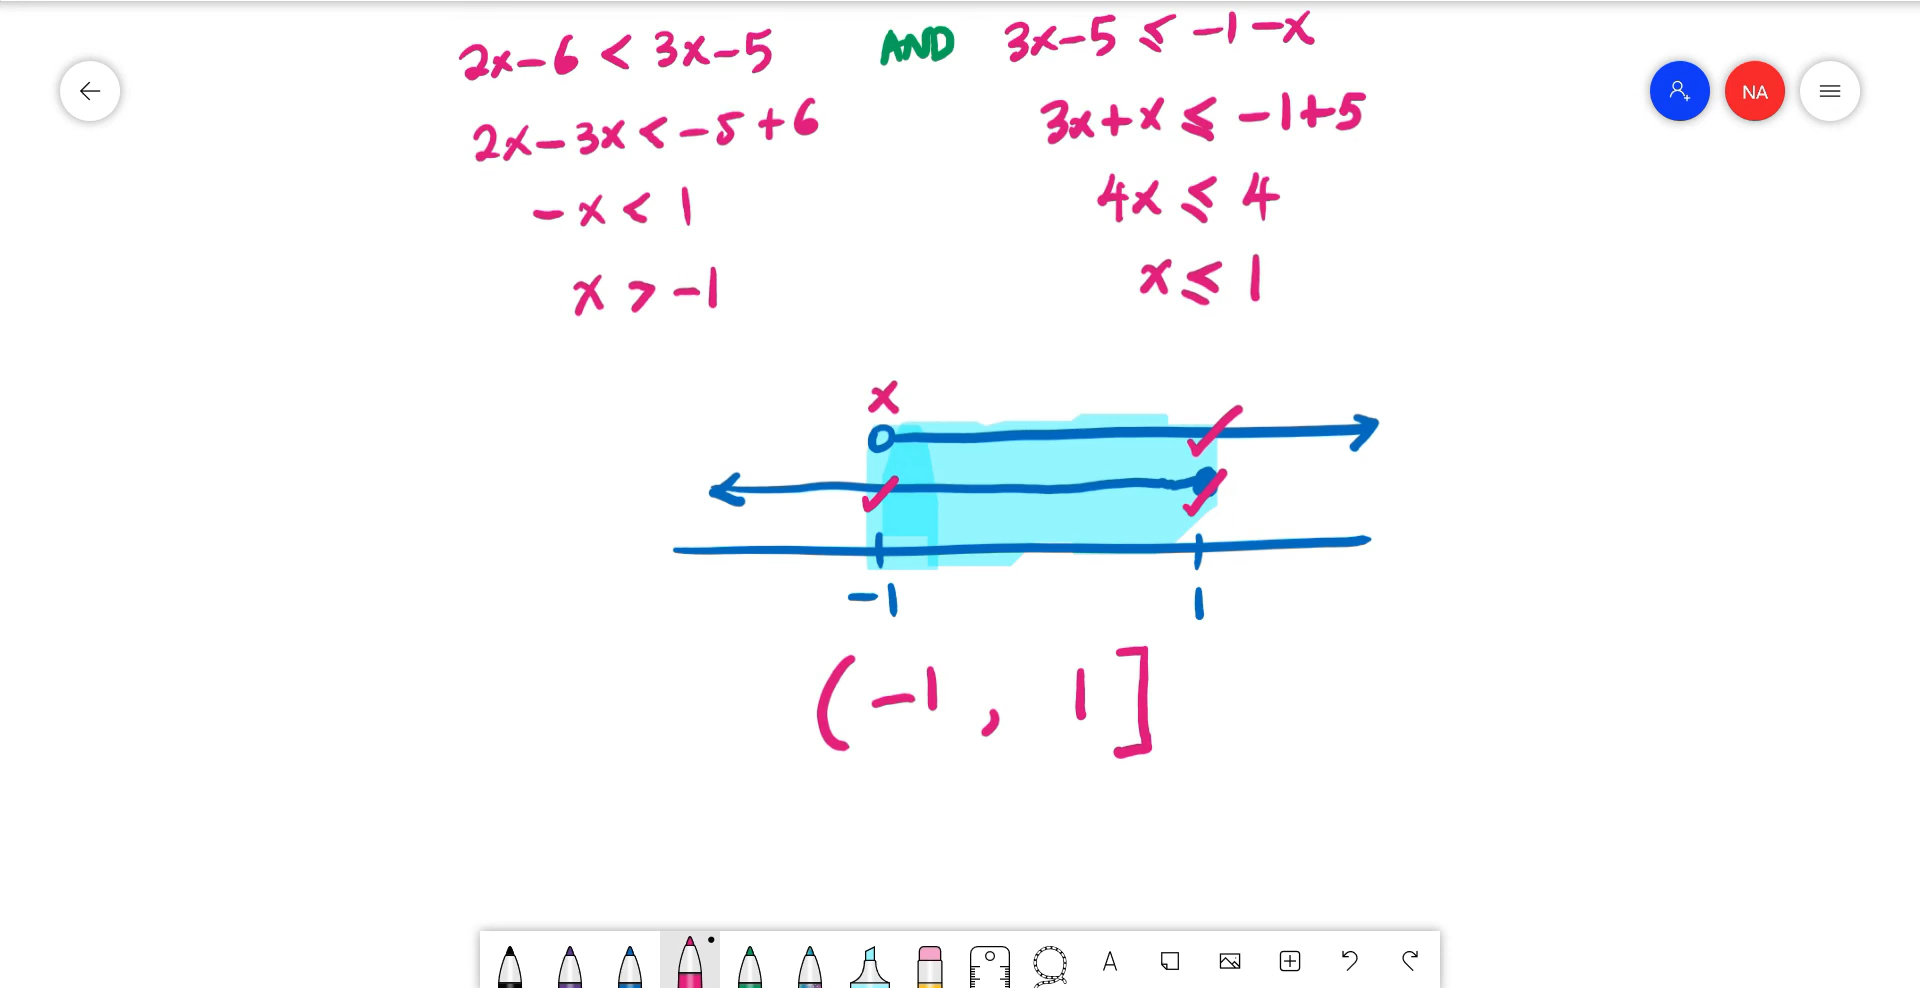 2x-6 < 3x-5 AND 3x-5 ≤ -1-x
NA
2x-3x < -5+6 3x+x ≤ -1+5
-x < 1 4x ≤ 4
x > -1 x ≤ 1
x
-1 1
(-1, 1]
A